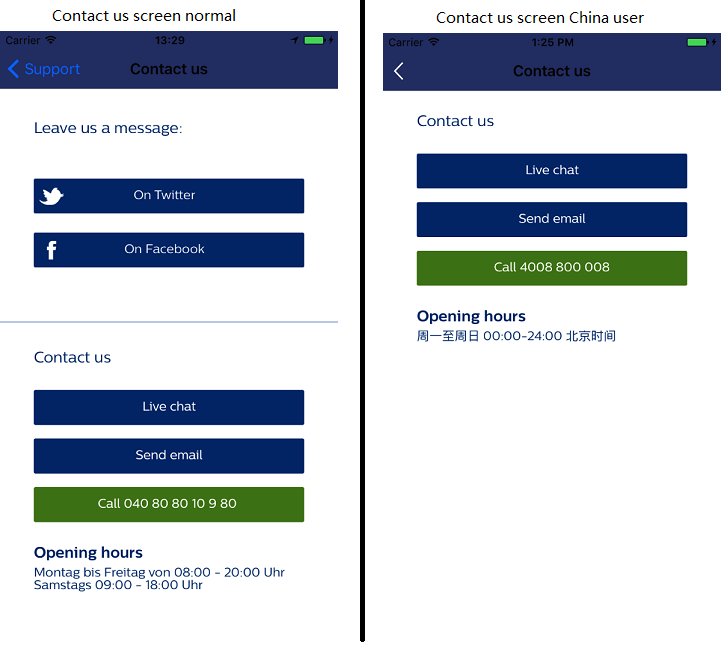 Contact us screen normal
Carrier 13:29
Support Contact us
Leave us a message:
On Twitter
On Facebook
Contact us
Live chat
Send email
Call 040 80 80 10 9 80
Opening hours
Montag bis Freitag von 08:00 - 20:00 Uhr
Samstags 09:00 - 18:00 Uhr
Contact us screen China user
Carrier 1:25 PM
Contact us
Contact us
Live chat
Send email
Call 4008 800 008
Opening hours
周一至周日 00:00-24:00 北京时间